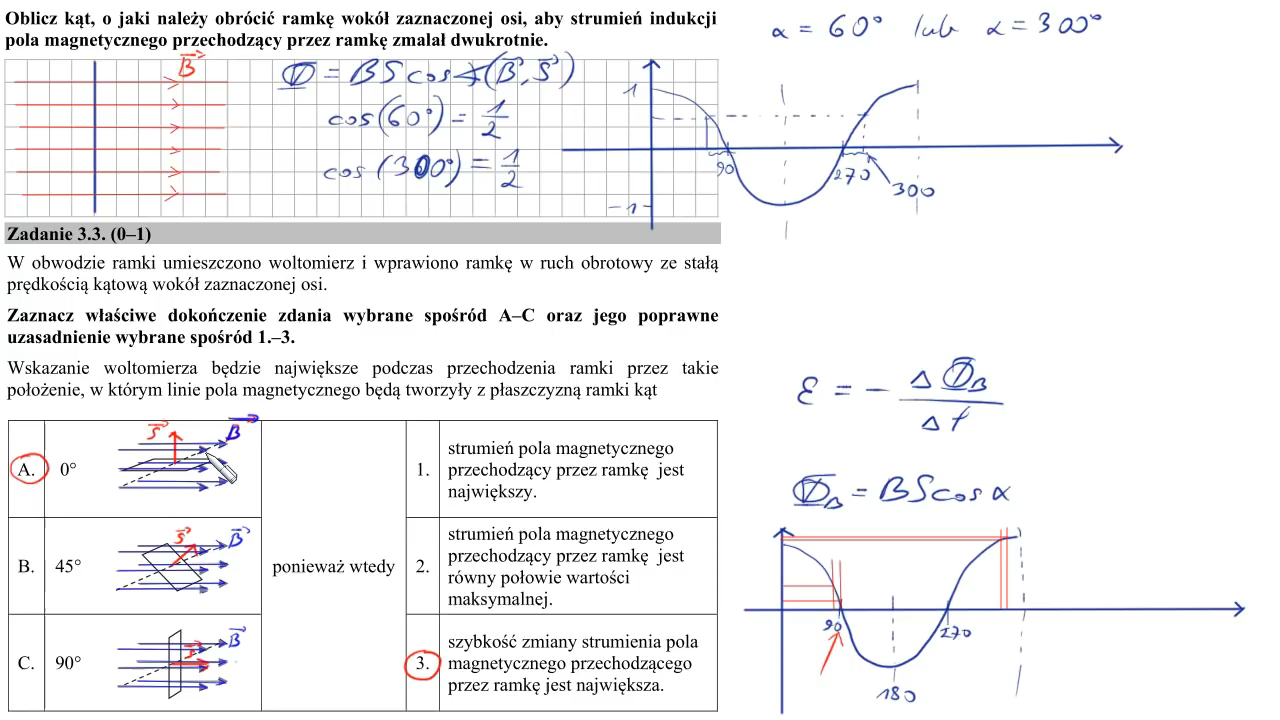 Oblicz kąt, o jaki należy obrócić ramkę wokół zaznaczonej osi, aby strumień indukcji
pola magnetycznego przechodzący przez ramkę zmalał dwukrotnie.
α = 60° lub α = 300°
B
Φ = BS cos∢(B, S)
cos(60°) = 1/2
cos(300°) = 1/2
1
-1
90
270
300
Zadanie 3.3. (0–1)
W obwodzie ramki umieszczono woltomierz i wprawiono ramkę w ruch obrotowy ze stałą
prędkością kątową wokół zaznaczonej osi.
Zaznacz właściwe dokończenie zdania wybrane spośród A–C oraz jego poprawne
uzasadnienie wybrane spośród 1.–3.
Wskazanie woltomierza będzie największe podczas przechodzenia ramki przez takie
położenie, w którym linie pola magnetycznego będą tworzyły z płaszczyzną ramki kąt
A. 0°
S B
B. 45°
S B
C. 90°
S B
ponieważ wtedy
1. strumień pola magnetycznego
przechodzący przez ramkę jest
największy.
2. strumień pola magnetycznego
przechodzący przez ramkę jest
równy połowie wartości
maksymalnej.
3. szybkość zmiany strumienia pola
magnetycznego przechodzącego
przez ramkę jest największa.
ε = - ΔΦB / Δt
ΦB = BS cos α
90
270
180